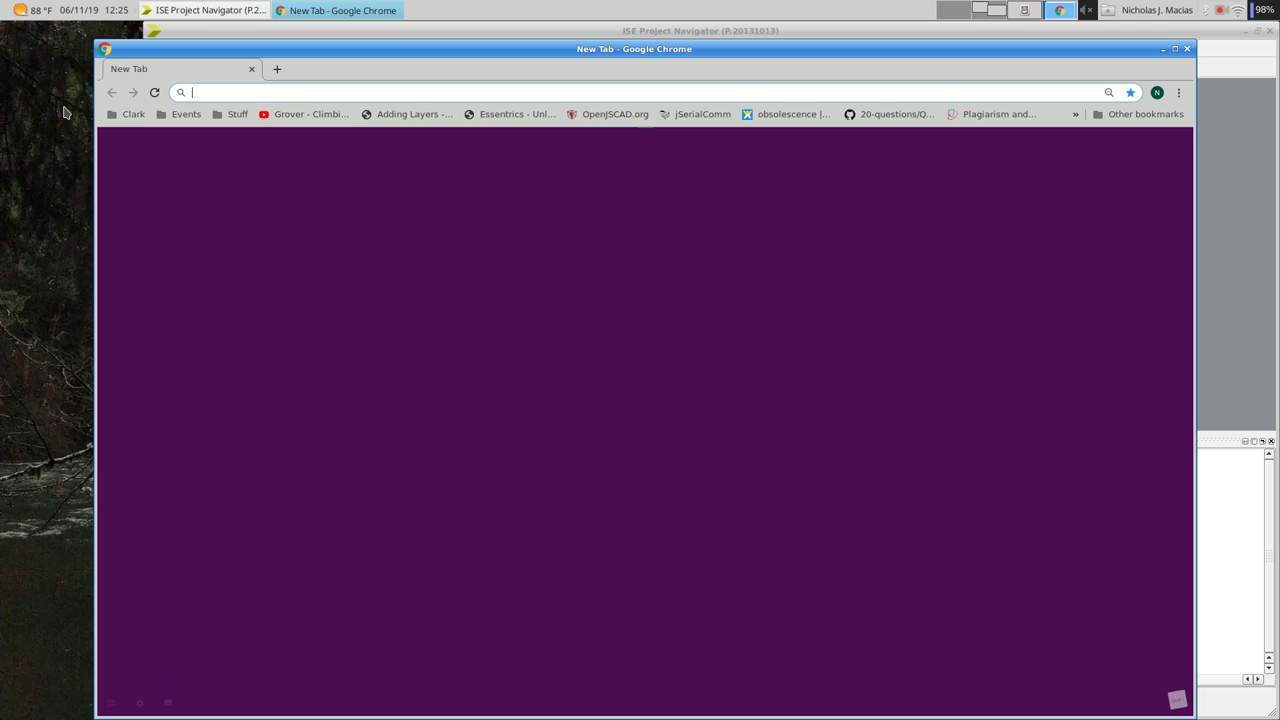 88 °F 06/11/19 12:25 ISE Project Navigator (P.2... New Tab - Google Chrome Nicholas J. Macias 98%
ISE Project Navigator (P.20131013)
New Tab - Google Chrome
New Tab
N
Clark Events Stuff Grover - Climbi... Adding Layers -... Essentrics - Unl... OpenJSCAD.org jSerialComm obsolescence |... 20-questions/Q... Plagiarism and... » Other bookmarks